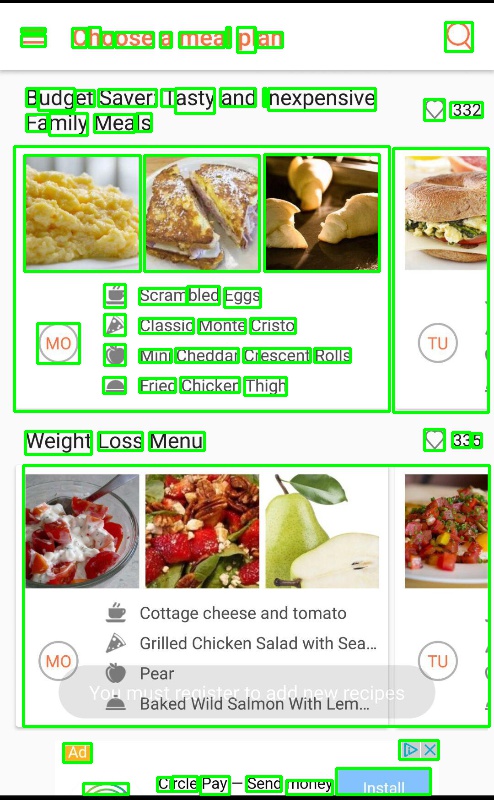 Choose a meal plan
Budget Saver: Tasty and Inexpensive
Family Meals
332
Scrambled Eggs
Classic Monte Cristo
MO
TU
Mini Cheddar Crescent Rolls
Fried Chicken Thigh
Weight Loss Menu
335
Cottage cheese and tomato
Grilled Chicken Salad with Sea...
MO
TU
Pear
You must register to add new recipes
Baked Wild Salmon With Lem...
Ad
Circle Pay — Send money
Install